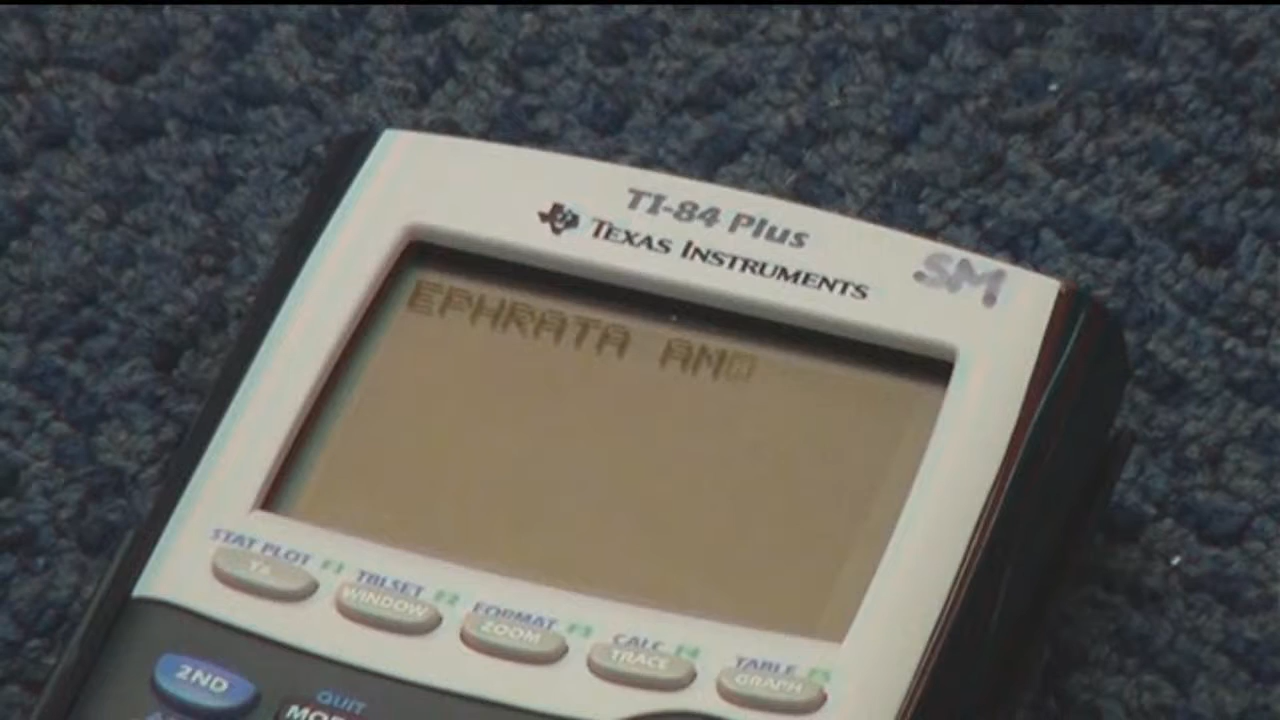 TI-84 Plus
TEXAS INSTRUMENTS
SM
EPHRATA AN
STAT PLOT F1 TBLSET F2 FORMAT F3 CALC F4 TABLE F5
Y= WINDOW ZOOM TRACE GRAPH
2ND
QUIT